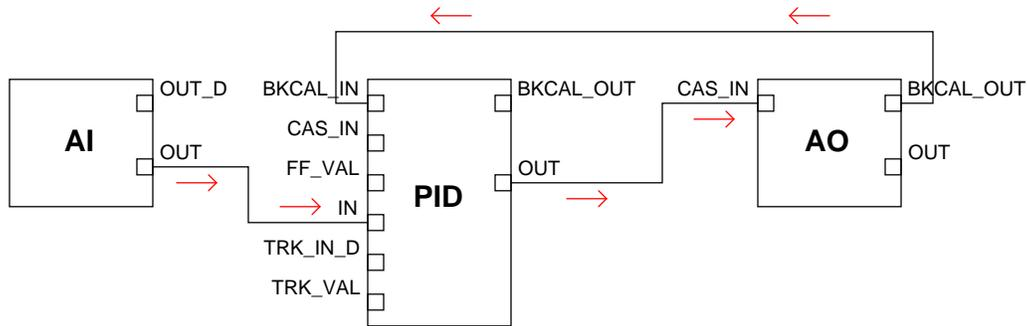 AI
OUT_D
OUT
BKCAL_IN
CAS_IN
FF_VAL
IN
TRK_IN_D
TRK_VAL
PID
BKCAL_OUT
OUT
CAS_IN
AO
BKCAL_OUT
OUT